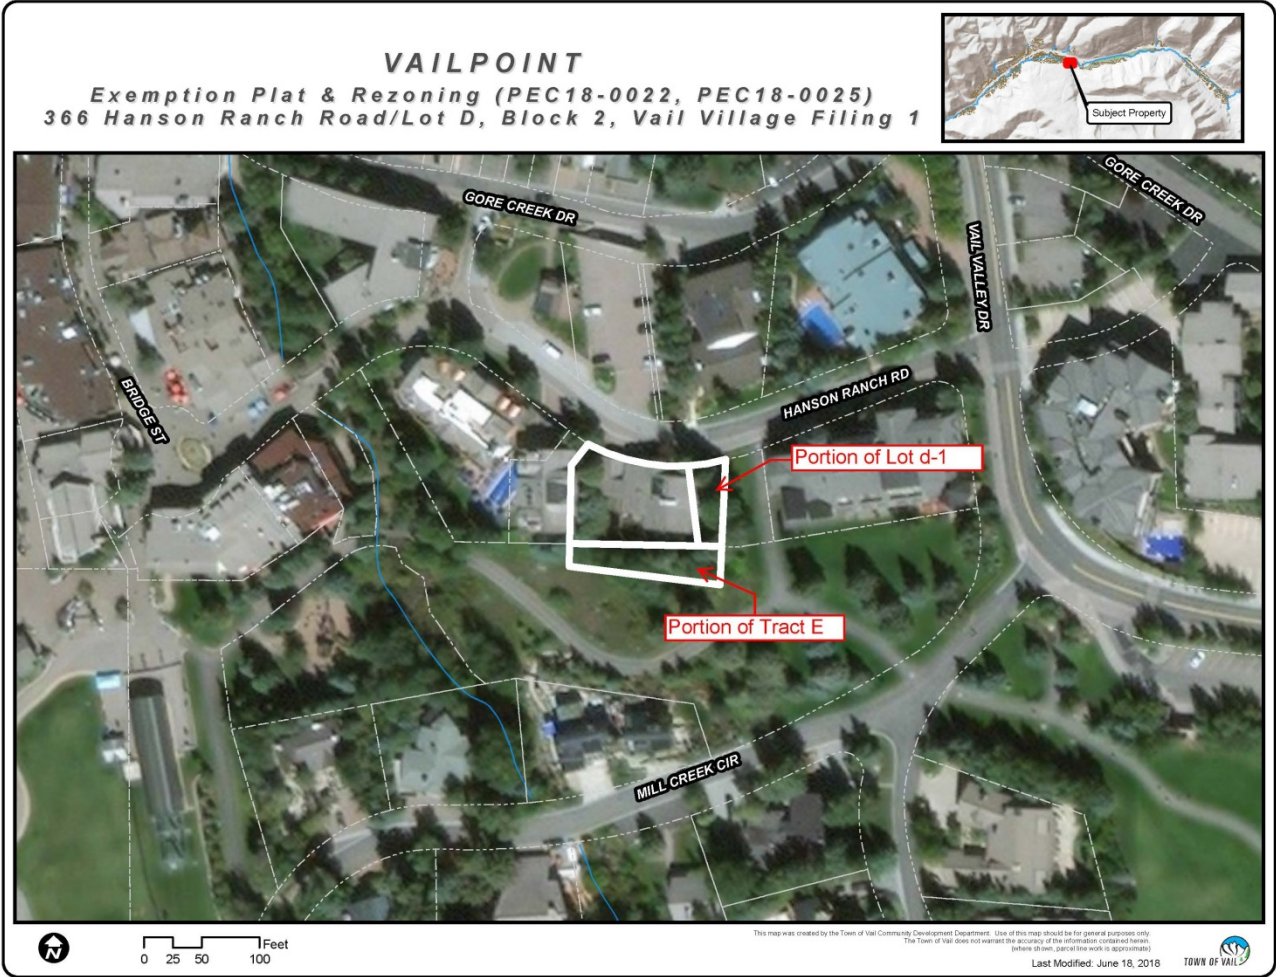 VAILPOINT
Exemption Plat & Rezoning (PEC18-0022, PEC18-0025)
366 Hanson Ranch Road/Lot D, Block 2, Vail Village Filing 1
Subject Property
GORE CREEK DR
GORE CREEK DR
VAIL VALLEY DR
BRIDGE ST
HANSON RANCH RD
Portion of Lot d-1
Portion of Tract E
MILL CREEK CIR
N
Feet
0 25 50 100
This map was created by the Town of Vail Community Development Department. Use of this map should be for general purposes only.
The Town of Vail does not warrant the accuracy of the information contained herein.
(where shown, parcel line work is approximate)
Last Modified: June 18, 2018
TOWN OF VAIL